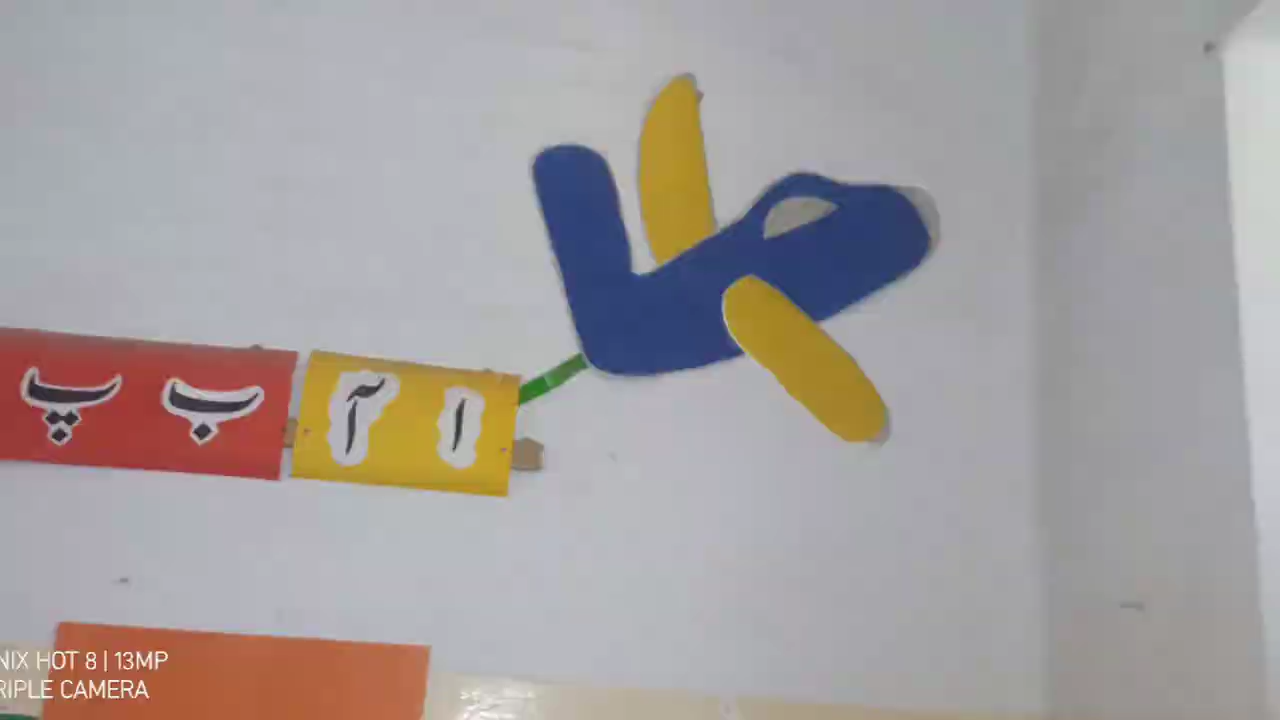 ا آ ب پ
NIX HOT 8 | 13MP
RIPLE CAMERA